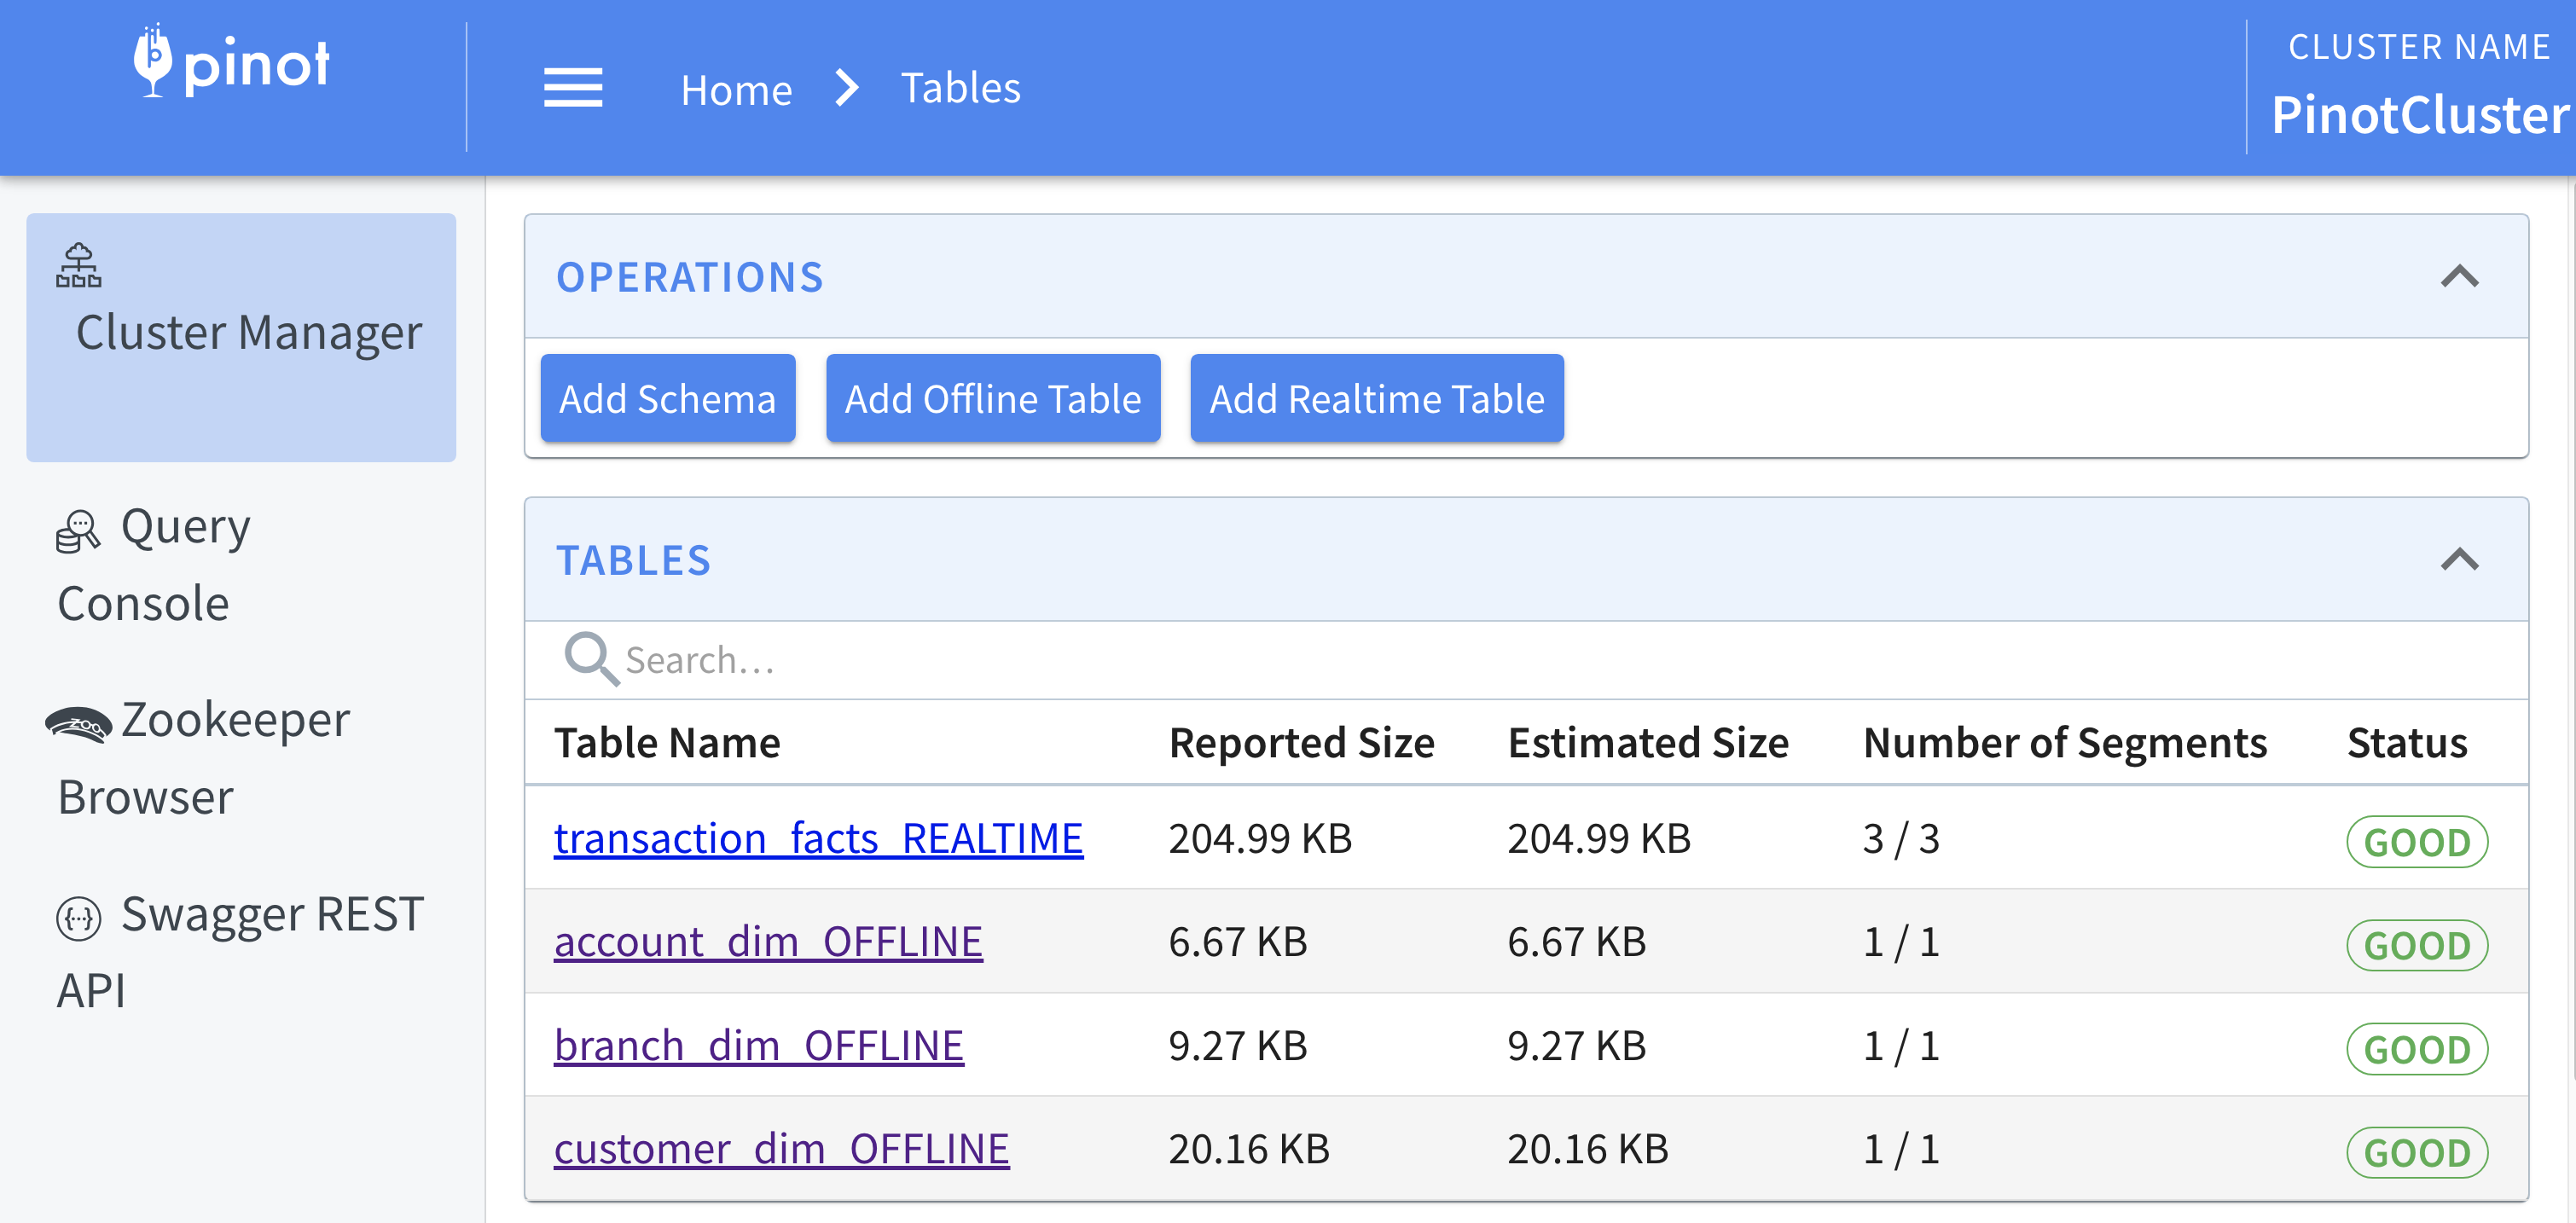 pinot
Home
Tables
CLUSTER NAME
PinotCluster
Cluster Manager
Query
Console
ZOO
Zookeeper
Browser
Swagger REST
API
OPERATIONS
Add Schema
Add Offline Table
Add Realtime Table
TABLES
Search…
Table Name Reported Size Estimated Size Number of Segments Status
transaction_facts_REALTIME 204.99 KB 204.99 KB 3 / 3 GOOD
account_dim_OFFLINE 6.67 KB 6.67 KB 1 / 1 GOOD
branch_dim_OFFLINE 9.27 KB 9.27 KB 1 / 1 GOOD
customer_dim_OFFLINE 20.16 KB 20.16 KB 1 / 1 GOOD